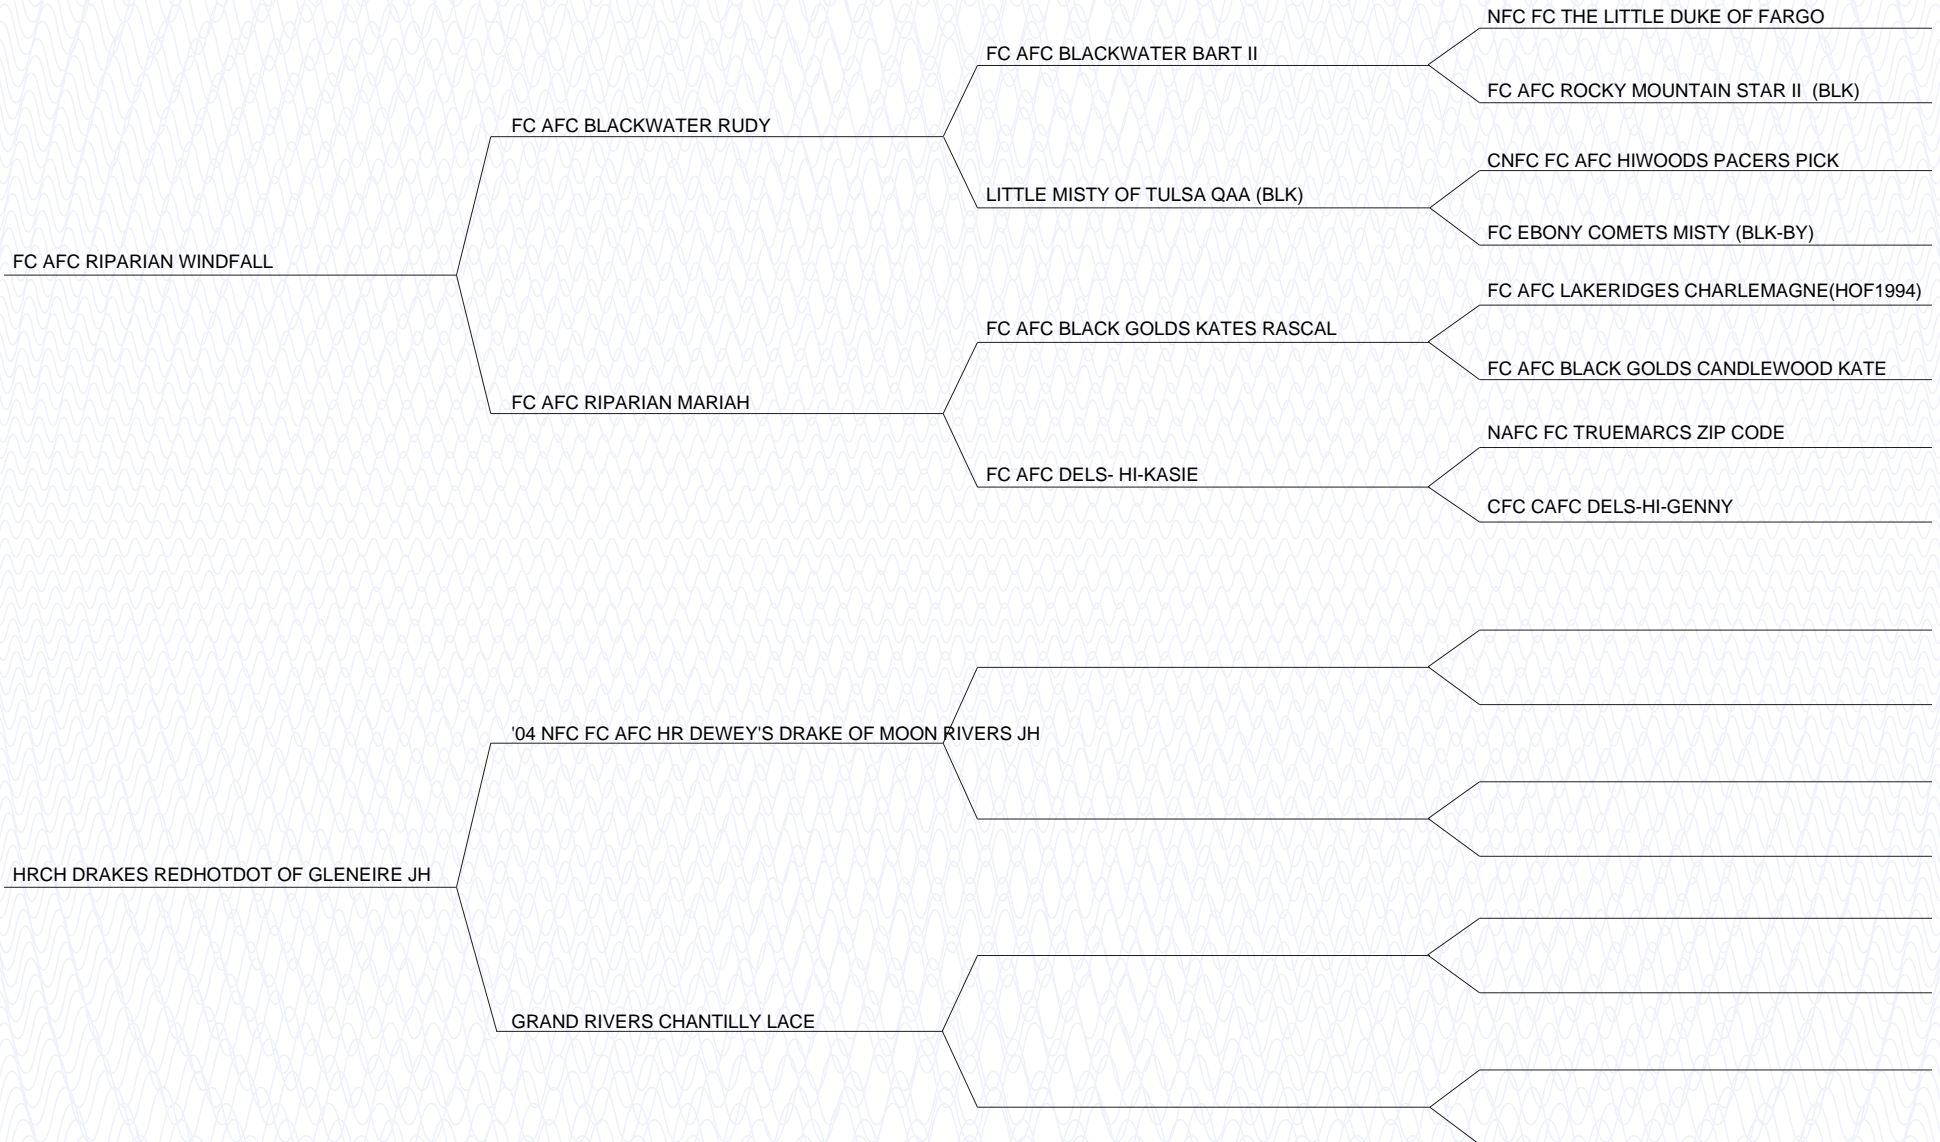 NFC FC THE LITTLE DUKE OF FARGO
FC AFC BLACKWATER BART II
FC AFC ROCKY MOUNTAIN STAR II (BLK)
FC AFC BLACKWATER RUDY
CNFC FC AFC HIWOODS PACERS PICK
LITTLE MISTY OF TULSA QAA (BLK)
FC EBONY COMETS MISTY (BLK-BY)
FC AFC RIPARIAN WINDFALL
FC AFC LAKERIDGES CHARLEMAGNE(HOF1994)
FC AFC BLACK GOLDS KATES RASCAL
FC AFC BLACK GOLDS CANDLEWOOD KATE
FC AFC RIPARIAN MARIAH
NAFC FC TRUEMARCS ZIP CODE
FC AFC DELS- HI-KASIE
CFC CAFC DELS-HI-GENNY
'04 NFC FC AFC HR DEWEY'S DRAKE OF MOON RIVERS JH
HRCH DRAKES REDHOTDOT OF GLENEIRE JH
GRAND RIVERS CHANTILLY LACE